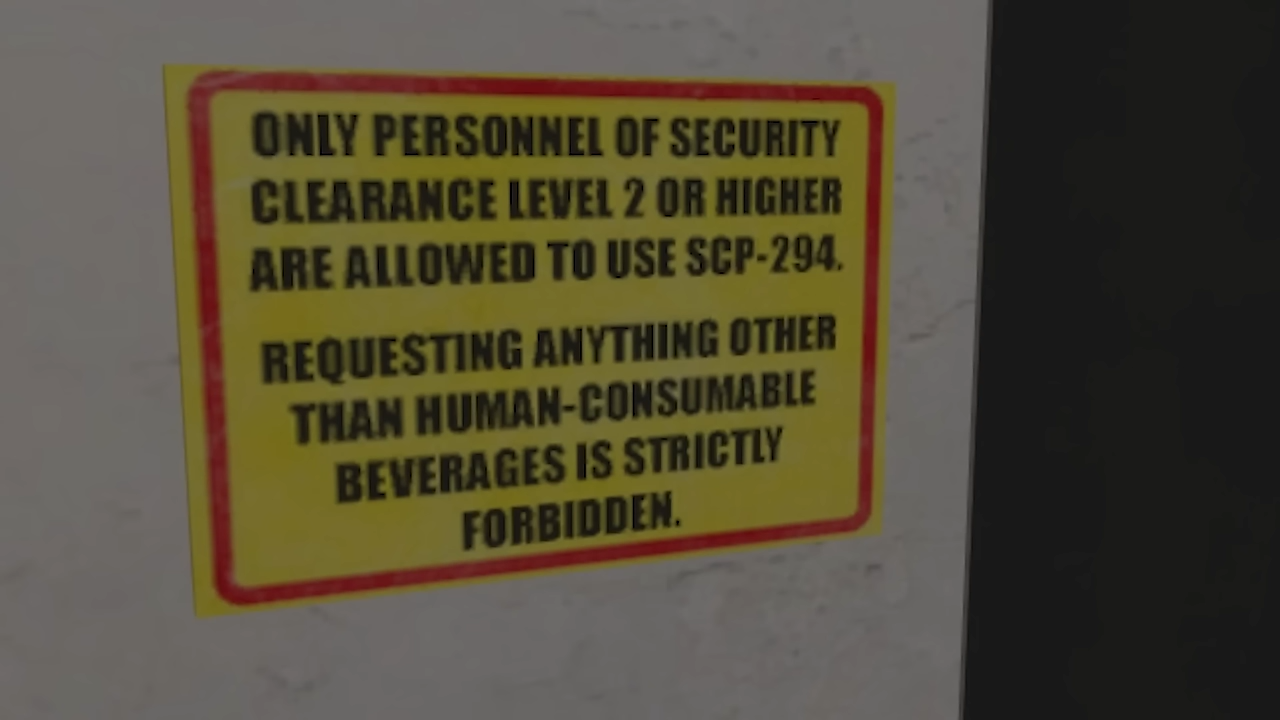 ONLY PERSONNEL OF SECURITY
CLEARANCE LEVEL 2 OR HIGHER
ARE ALLOWED TO USE SCP-294.
REQUESTING ANYTHING OTHER
THAN HUMAN-CONSUMABLE
BEVERAGES IS STRICTLY
FORBIDDEN.